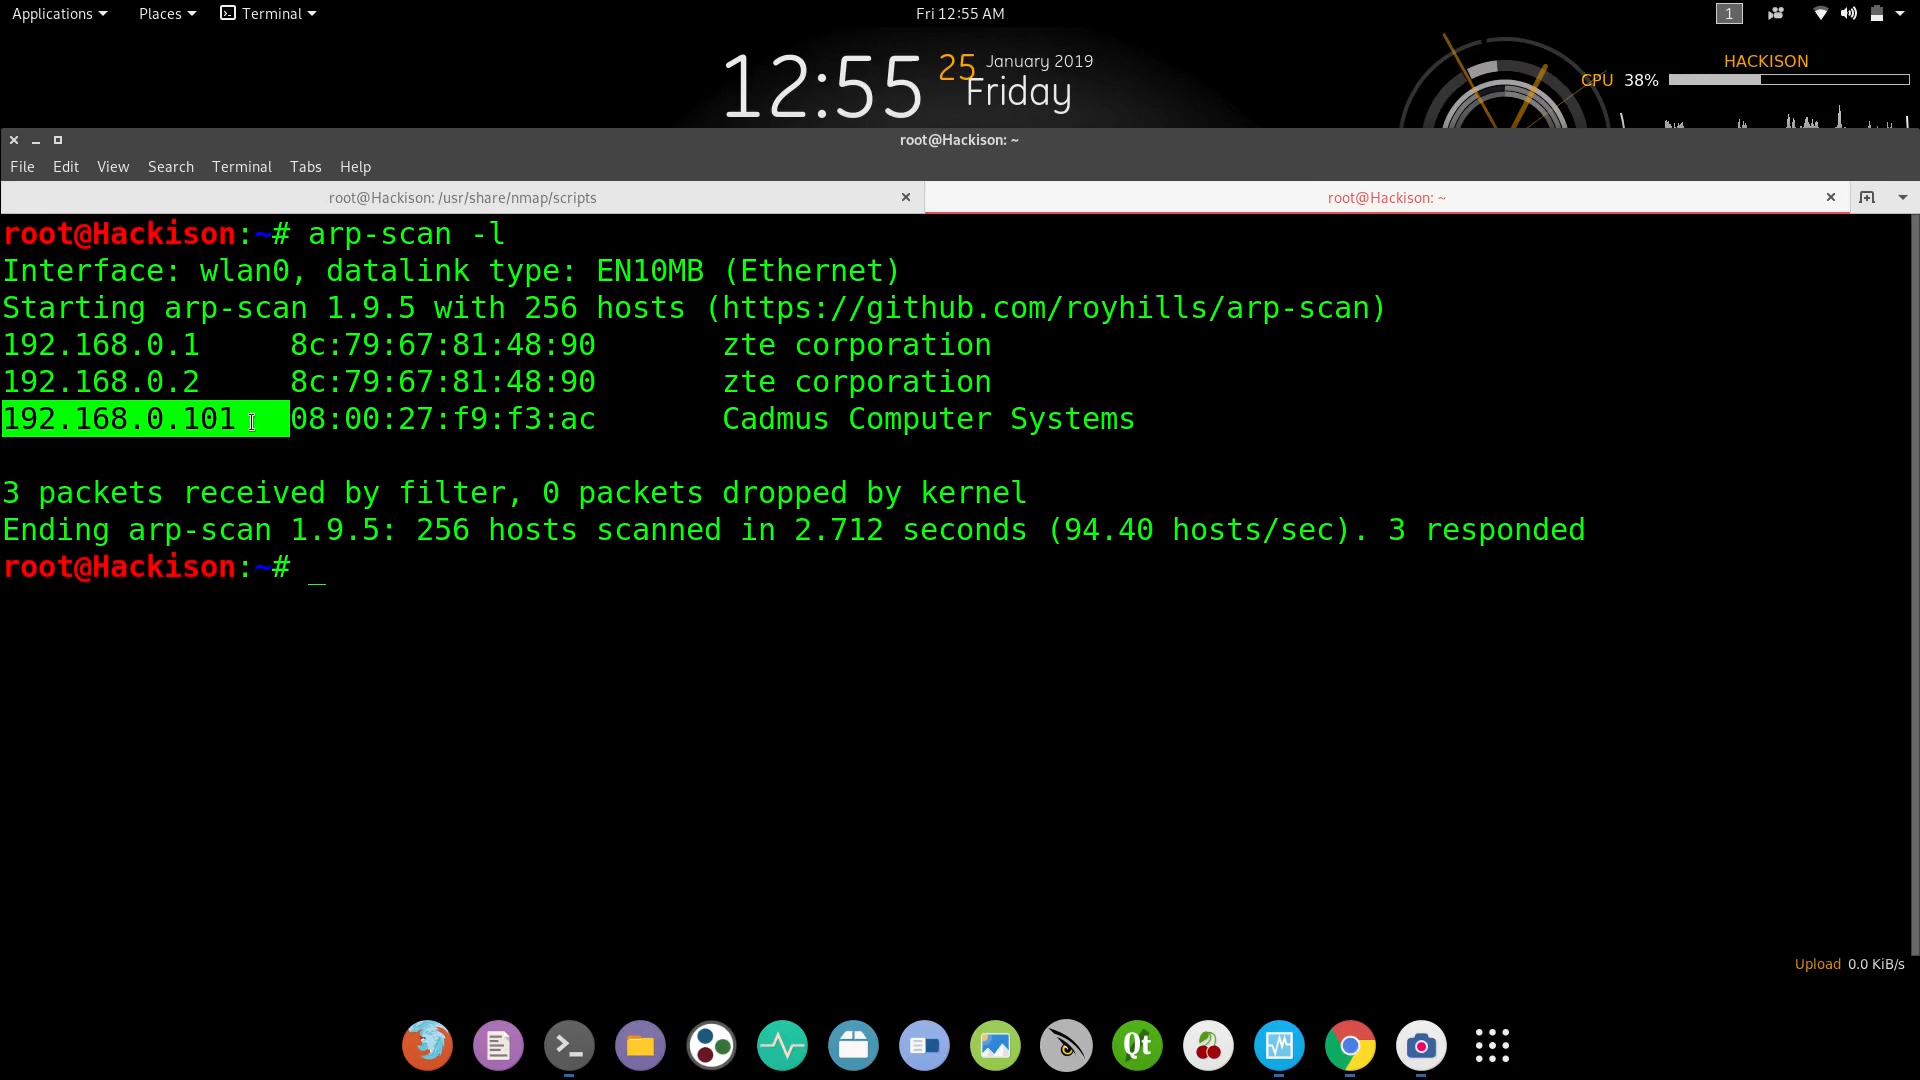 Applications Places Terminal Fri 12:55 AM 1
12:55 25 January 2019
Friday
HACKISON
CPU 38%
root@Hackison: ~
File Edit View Search Terminal Tabs Help
root@Hackison: /usr/share/nmap/scripts root@Hackison: ~
root@Hackison:~# arp-scan -l
Interface: wlan0, datalink type: EN10MB (Ethernet)
Starting arp-scan 1.9.5 with 256 hosts (https://github.com/royhills/arp-scan)
192.168.0.1 8c:79:67:81:48:90 zte corporation
192.168.0.2 8c:79:67:81:48:90 zte corporation
192.168.0.101 08:00:27:f9:f3:ac Cadmus Computer Systems
3 packets received by filter, 0 packets dropped by kernel
Ending arp-scan 1.9.5: 256 hosts scanned in 2.712 seconds (94.40 hosts/sec). 3 responded
root@Hackison:~# _
Upload 0.0 KiB/s
Qt